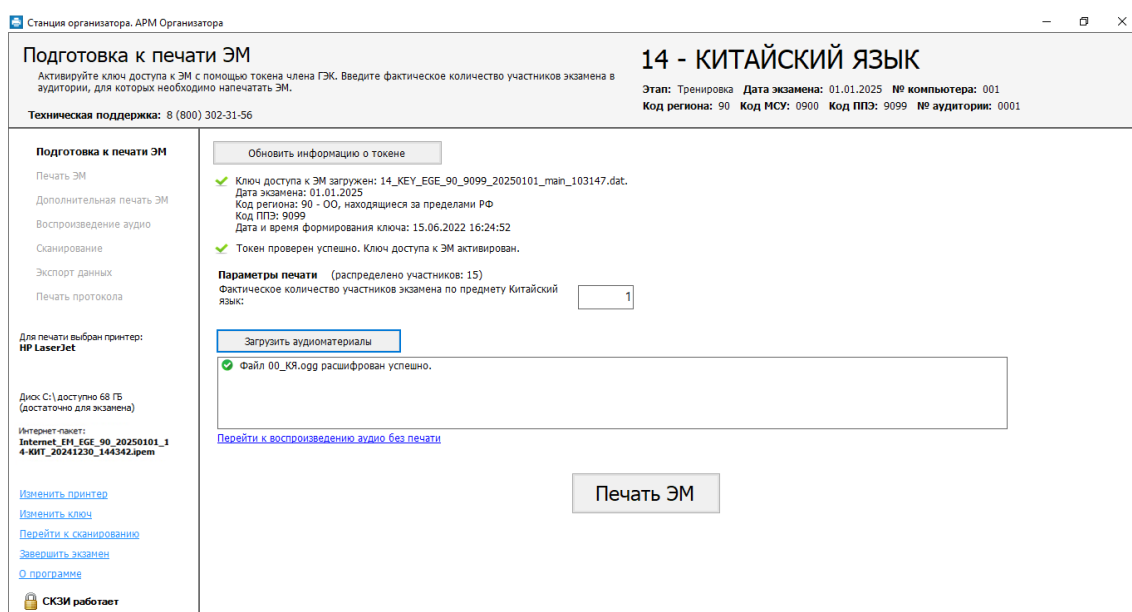 Станция организатора. АРМ Организатора
Подготовка к печати ЭМ
Активируйте ключ доступа к ЭМ с помощью токена члена ГЭК. Введите фактическое количество участников экзамена в
аудитории, для которых необходимо напечатать ЭМ.
Техническая поддержка: 8 (800) 302-31-56
14 - КИТАЙСКИЙ ЯЗЫК
Этап: Тренировка Дата экзамена: 01.01.2025 № компьютера: 001
Код региона: 90 Код МСУ: 0900 Код ППЭ: 9099 № аудитории: 0001
Подготовка к печати ЭМ
Печать ЭМ
Дополнительная печать ЭМ
Воспроизведение аудио
Сканирование
Экспорт данных
Печать протокола
Для печати выбран принтер:
HP LaserJet
Диск C:\ доступно 68 ГБ
(достаточно для экзамена)
Интернет-пакет:
Internet_EM_EGE_90_20250101_1
4-КИТ_20241230_144342.ipem
Изменить принтер
Изменить ключ
Перейти к сканированию
Завершить экзамен
О программе
СКЗИ работает
Обновить информацию о токене
Ключ доступа к ЭМ загружен: 14_KEY_EGE_90_9099_20250101_main_103147.dat.
Дата экзамена: 01.01.2025
Код региона: 90 - ОО, находящиеся за пределами РФ
Код ППЭ: 9099
Дата и время формирования ключа: 15.06.2022 16:24:52
Токен проверен успешно. Ключ доступа к ЭМ активирован.
Параметры печати (распределено участников: 15)
Фактическое количество участников экзамена по предмету Китайский
язык:
1
Загрузить аудиоматериалы
Файл 00_КЯ.ogg расшифрован успешно.
Перейти к воспроизведению аудио без печати
Печать ЭМ